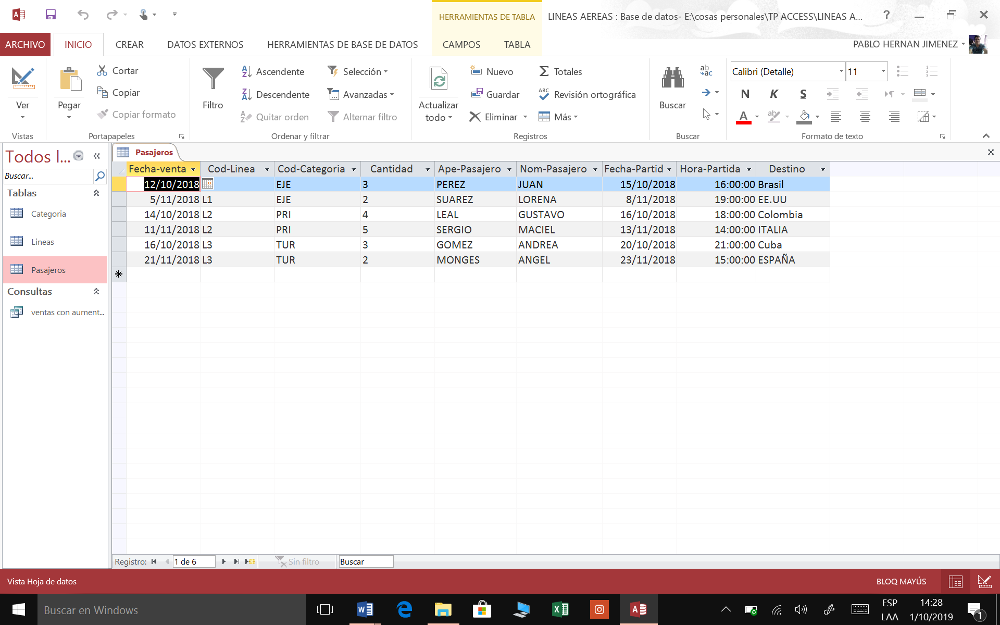 HERRAMIENTAS DE TABLA
LINEAS AEREAS : Base de datos- E:\cosas personales\TP ACCESS\LINEAS A...
?
ARCHIVO INICIO CREAR DATOS EXTERNOS HERRAMIENTAS DE BASE DE DATOS CAMPOS TABLA
PABLO HERNAN JIMENEZ
Ver
Vistas
Pegar
Cortar
Copiar
Copiar formato
Portapapeles
Filtro
Ascendente
Descendente
Quitar orden
Selección
Avanzadas
Alternar filtro
Ordenar y filtrar
Actualizar
todo
Nuevo
Guardar
Eliminar
Totales
Revisión ortográfica
Más
Registros
Buscar
Buscar
Calibri (Detalle) 11
N K S
A
Formato de texto
Todos l...
Buscar...
Tablas
Categoria
Lineas
Pasajeros
Consultas
ventas con aument...
Pasajeros
Fecha-venta Cod-Linea Cod-Categoria Cantidad Ape-Pasajero Nom-Pasajero Fecha-Partid Hora-Partida Destino
12/10/2018 EJE 3 PEREZ JUAN 15/10/2018 16:00:00 Brasil
5/11/2018 L1 EJE 2 SUAREZ LORENA 8/11/2018 19:00:00 EE.UU
14/10/2018 L2 PRI 4 LEAL GUSTAVO 16/10/2018 18:00:00 Colombia
11/11/2018 L2 PRI 5 SERGIO MACIEL 13/11/2018 14:00:00 ITALIA
16/10/2018 L3 TUR 3 GOMEZ ANDREA 20/10/2018 21:00:00 Cuba
21/11/2018 L3 TUR 2 MONGES ANGEL 23/11/2018 15:00:00 ESPAÑA
Registro: 1 de 6 Sin filtro Buscar
Vista Hoja de datos
BLOQ MAYÚS
Buscar en Windows
ESP
LAA
14:28
1/10/2019
1